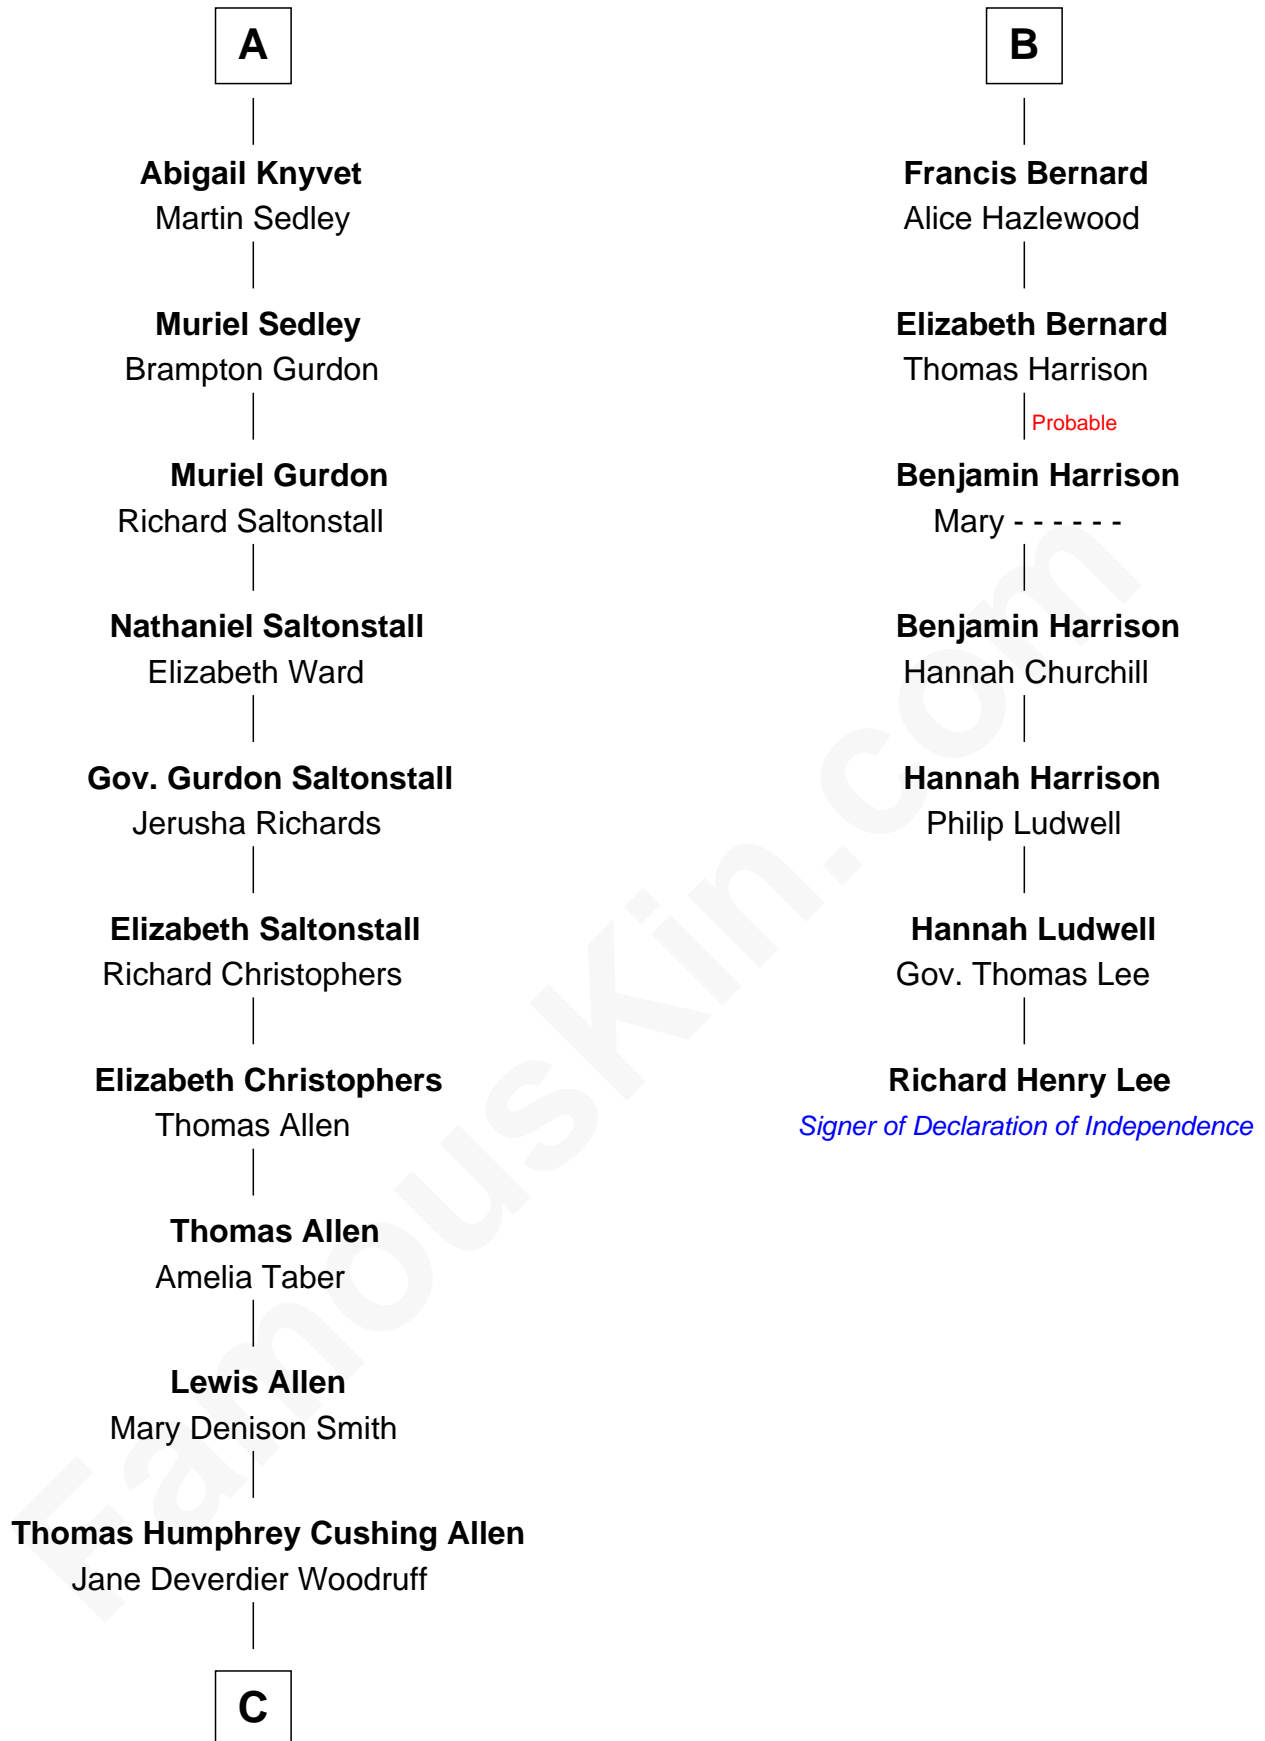 A
Abigail Knyvet
Martin Sedley
Muriel Sedley
Brampton Gurdon
Muriel Gurdon
Richard Saltonstall
Nathaniel Saltonstall
Elizabeth Ward
Gov. Gurdon Saltonstall
Jerusha Richards
Elizabeth Saltonstall
Richard Christophers
Elizabeth Christophers
Thomas Allen
Thomas Allen
Amelia Taber
Lewis Allen
Mary Denison Smith
Thomas Humphrey Cushing Allen
Jane Deverdier Woodruff
C
B
Francis Bernard
Alice Hazlewood
Elizabeth Bernard
Thomas Harrison
Probable
Benjamin Harrison
Mary - - - - - -
Benjamin Harrison
Hannah Churchill
Hannah Harrison
Philip Ludwell
Hannah Ludwell
Gov. Thomas Lee
Richard Henry Lee
Signer of Declaration of Independence
FamousKin.com